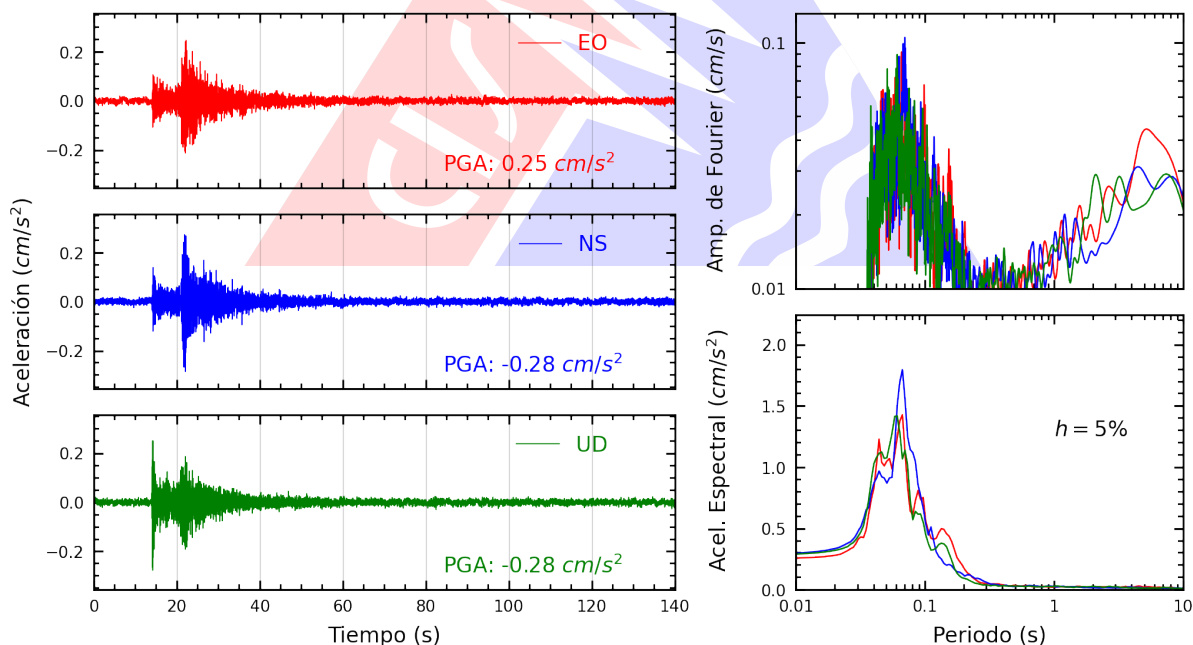 Aceleración (cm/s²)
0.2
0.0
−0.2
EO
PGA: 0.25 cm/s²
0.2
0.0
−0.2
NS
PGA: -0.28 cm/s²
0.2
0.0
−0.2
UD
PGA: -0.28 cm/s²
0 20 40 60 80 100 120 140
Tiempo (s)
Amp. de Fourier (cm/s)
0.1
0.01
Acel. Espectral (cm/s²)
2.0
1.5
1.0
0.5
0.0
h = 5%
0.01 0.1 1 10
Periodo (s)